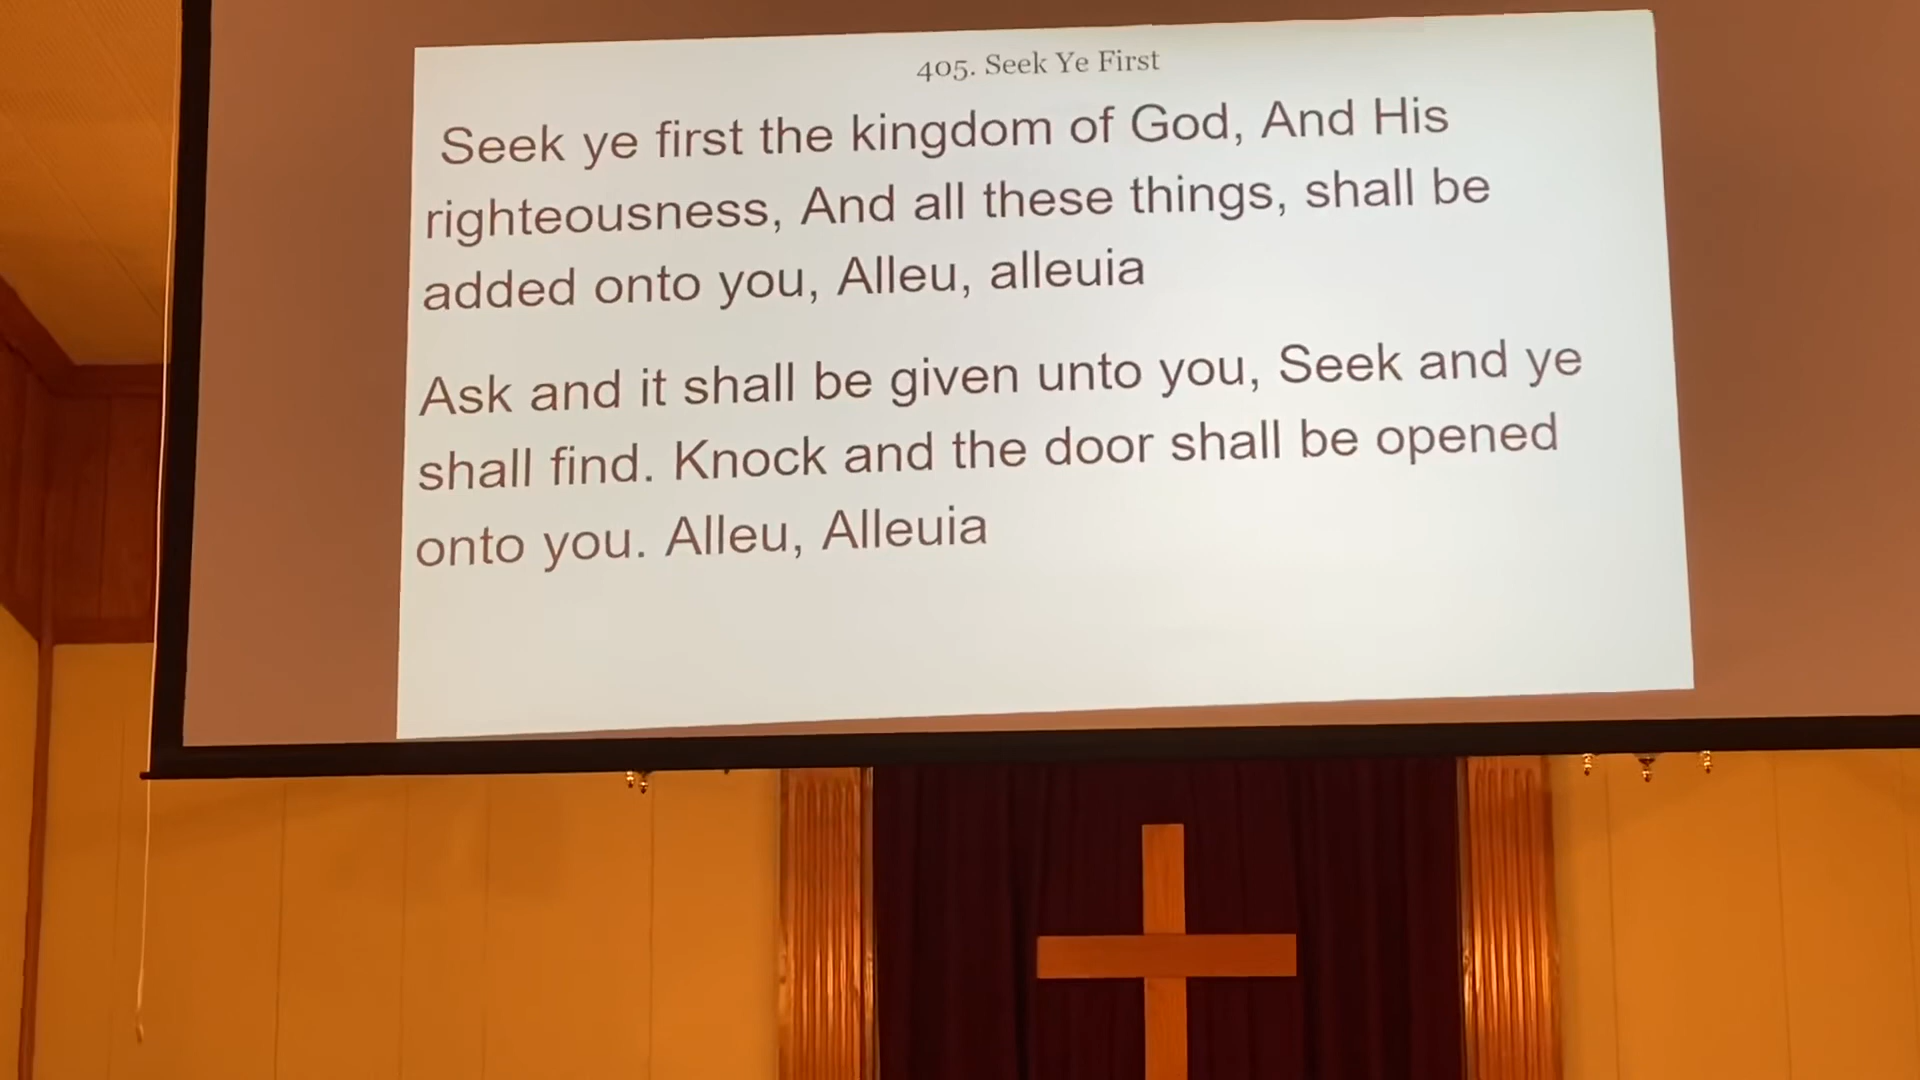 405. Seek Ye First
Seek ye first the kingdom of God, And His
righteousness, And all these things, shall be
added onto you, Alleu, alleuia
Ask and it shall be given unto you, Seek and ye
shall find. Knock and the door shall be opened
onto you. Alleu, Alleuia